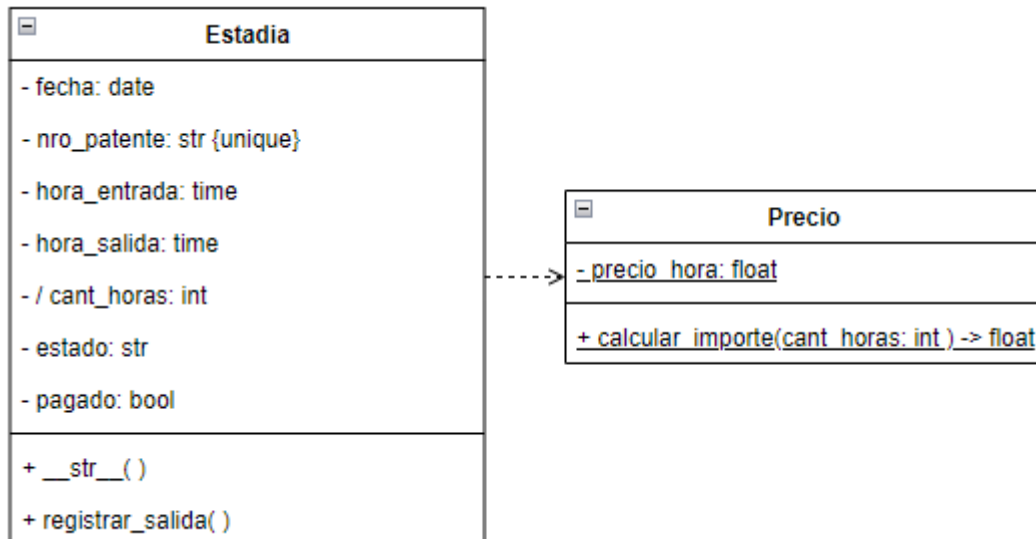 Estadia
- fecha: date
- nro_patente: str {unique}
- hora_entrada: time
- hora_salida: time
- / cant_horas: int
- estado: str
- pagado: bool
+ __str__( )
+ registrar_salida( )
Precio
- precio_hora: float
+ calcular_importe(cant_horas: int ) -> float